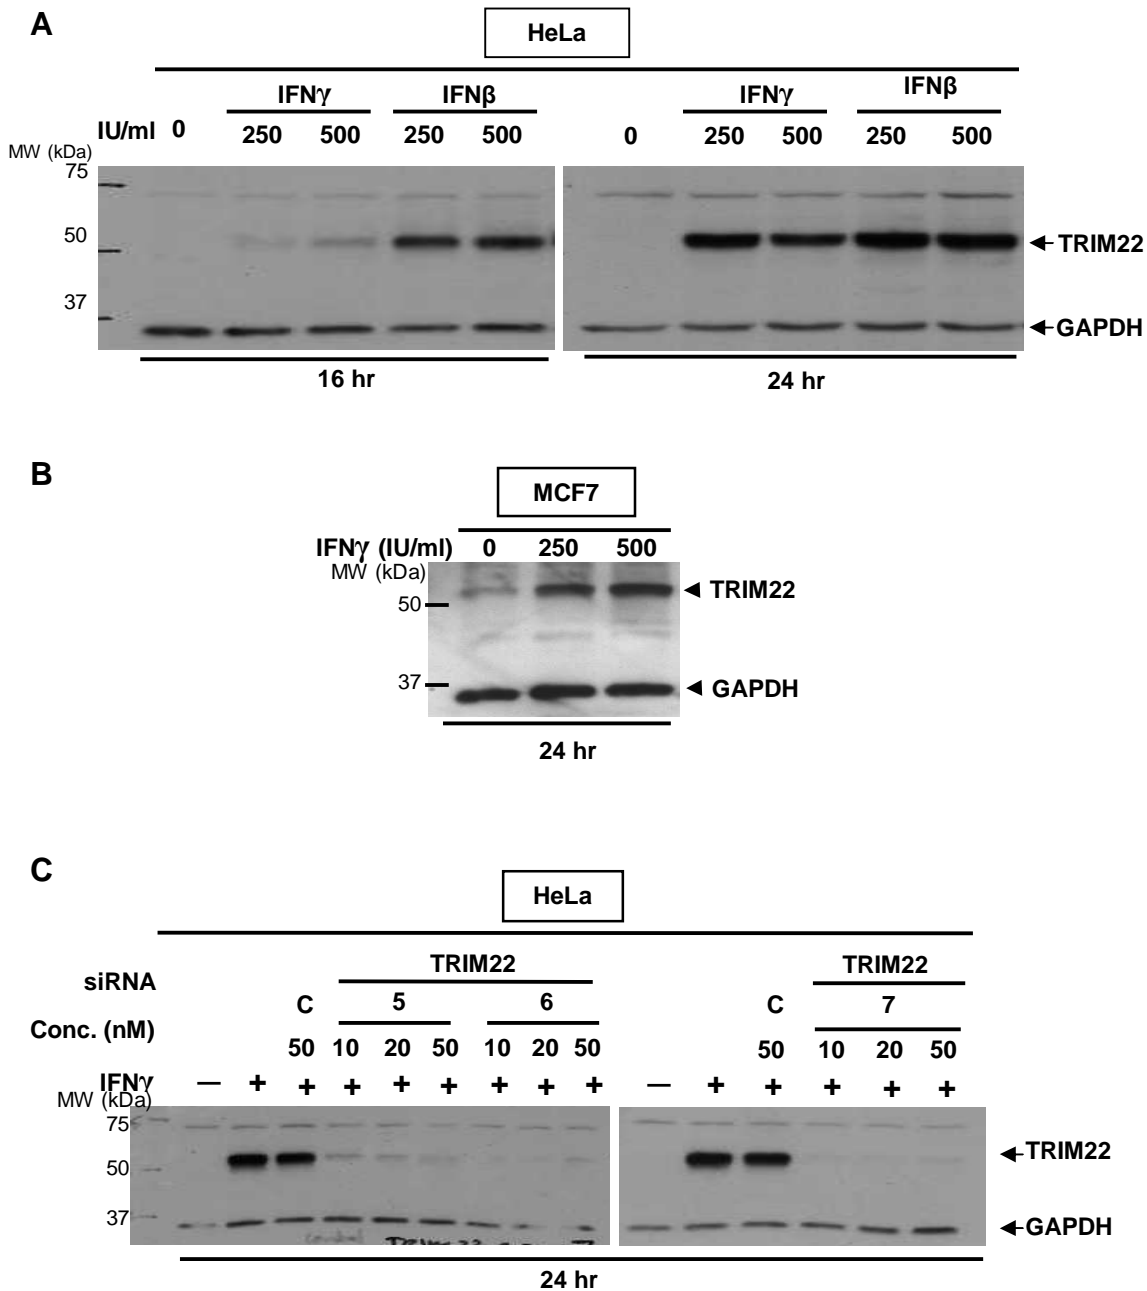 A
HeLa
IFNγ IFNβ IFNγ IFNβ
IU/ml 0 250 500 250 500 0 250 500 250 500
MW (kDa)
75
50
TRIM22
37
GAPDH
16 hr 24 hr
B
MCF7
IFNγ (IU/ml) 0 250 500
MW (kDa)
TRIM22
50
37
GAPDH
24 hr
C
HeLa
TRIM22 TRIM22
siRNA
C 5 6 C 7
Conc. (nM)
50 10 20 50 10 20 50 50 10 20 50
IFNγ — + + + + + + + + — + + + + +
MW (kDa)
75
TRIM22
50
37
GAPDH
24 hr